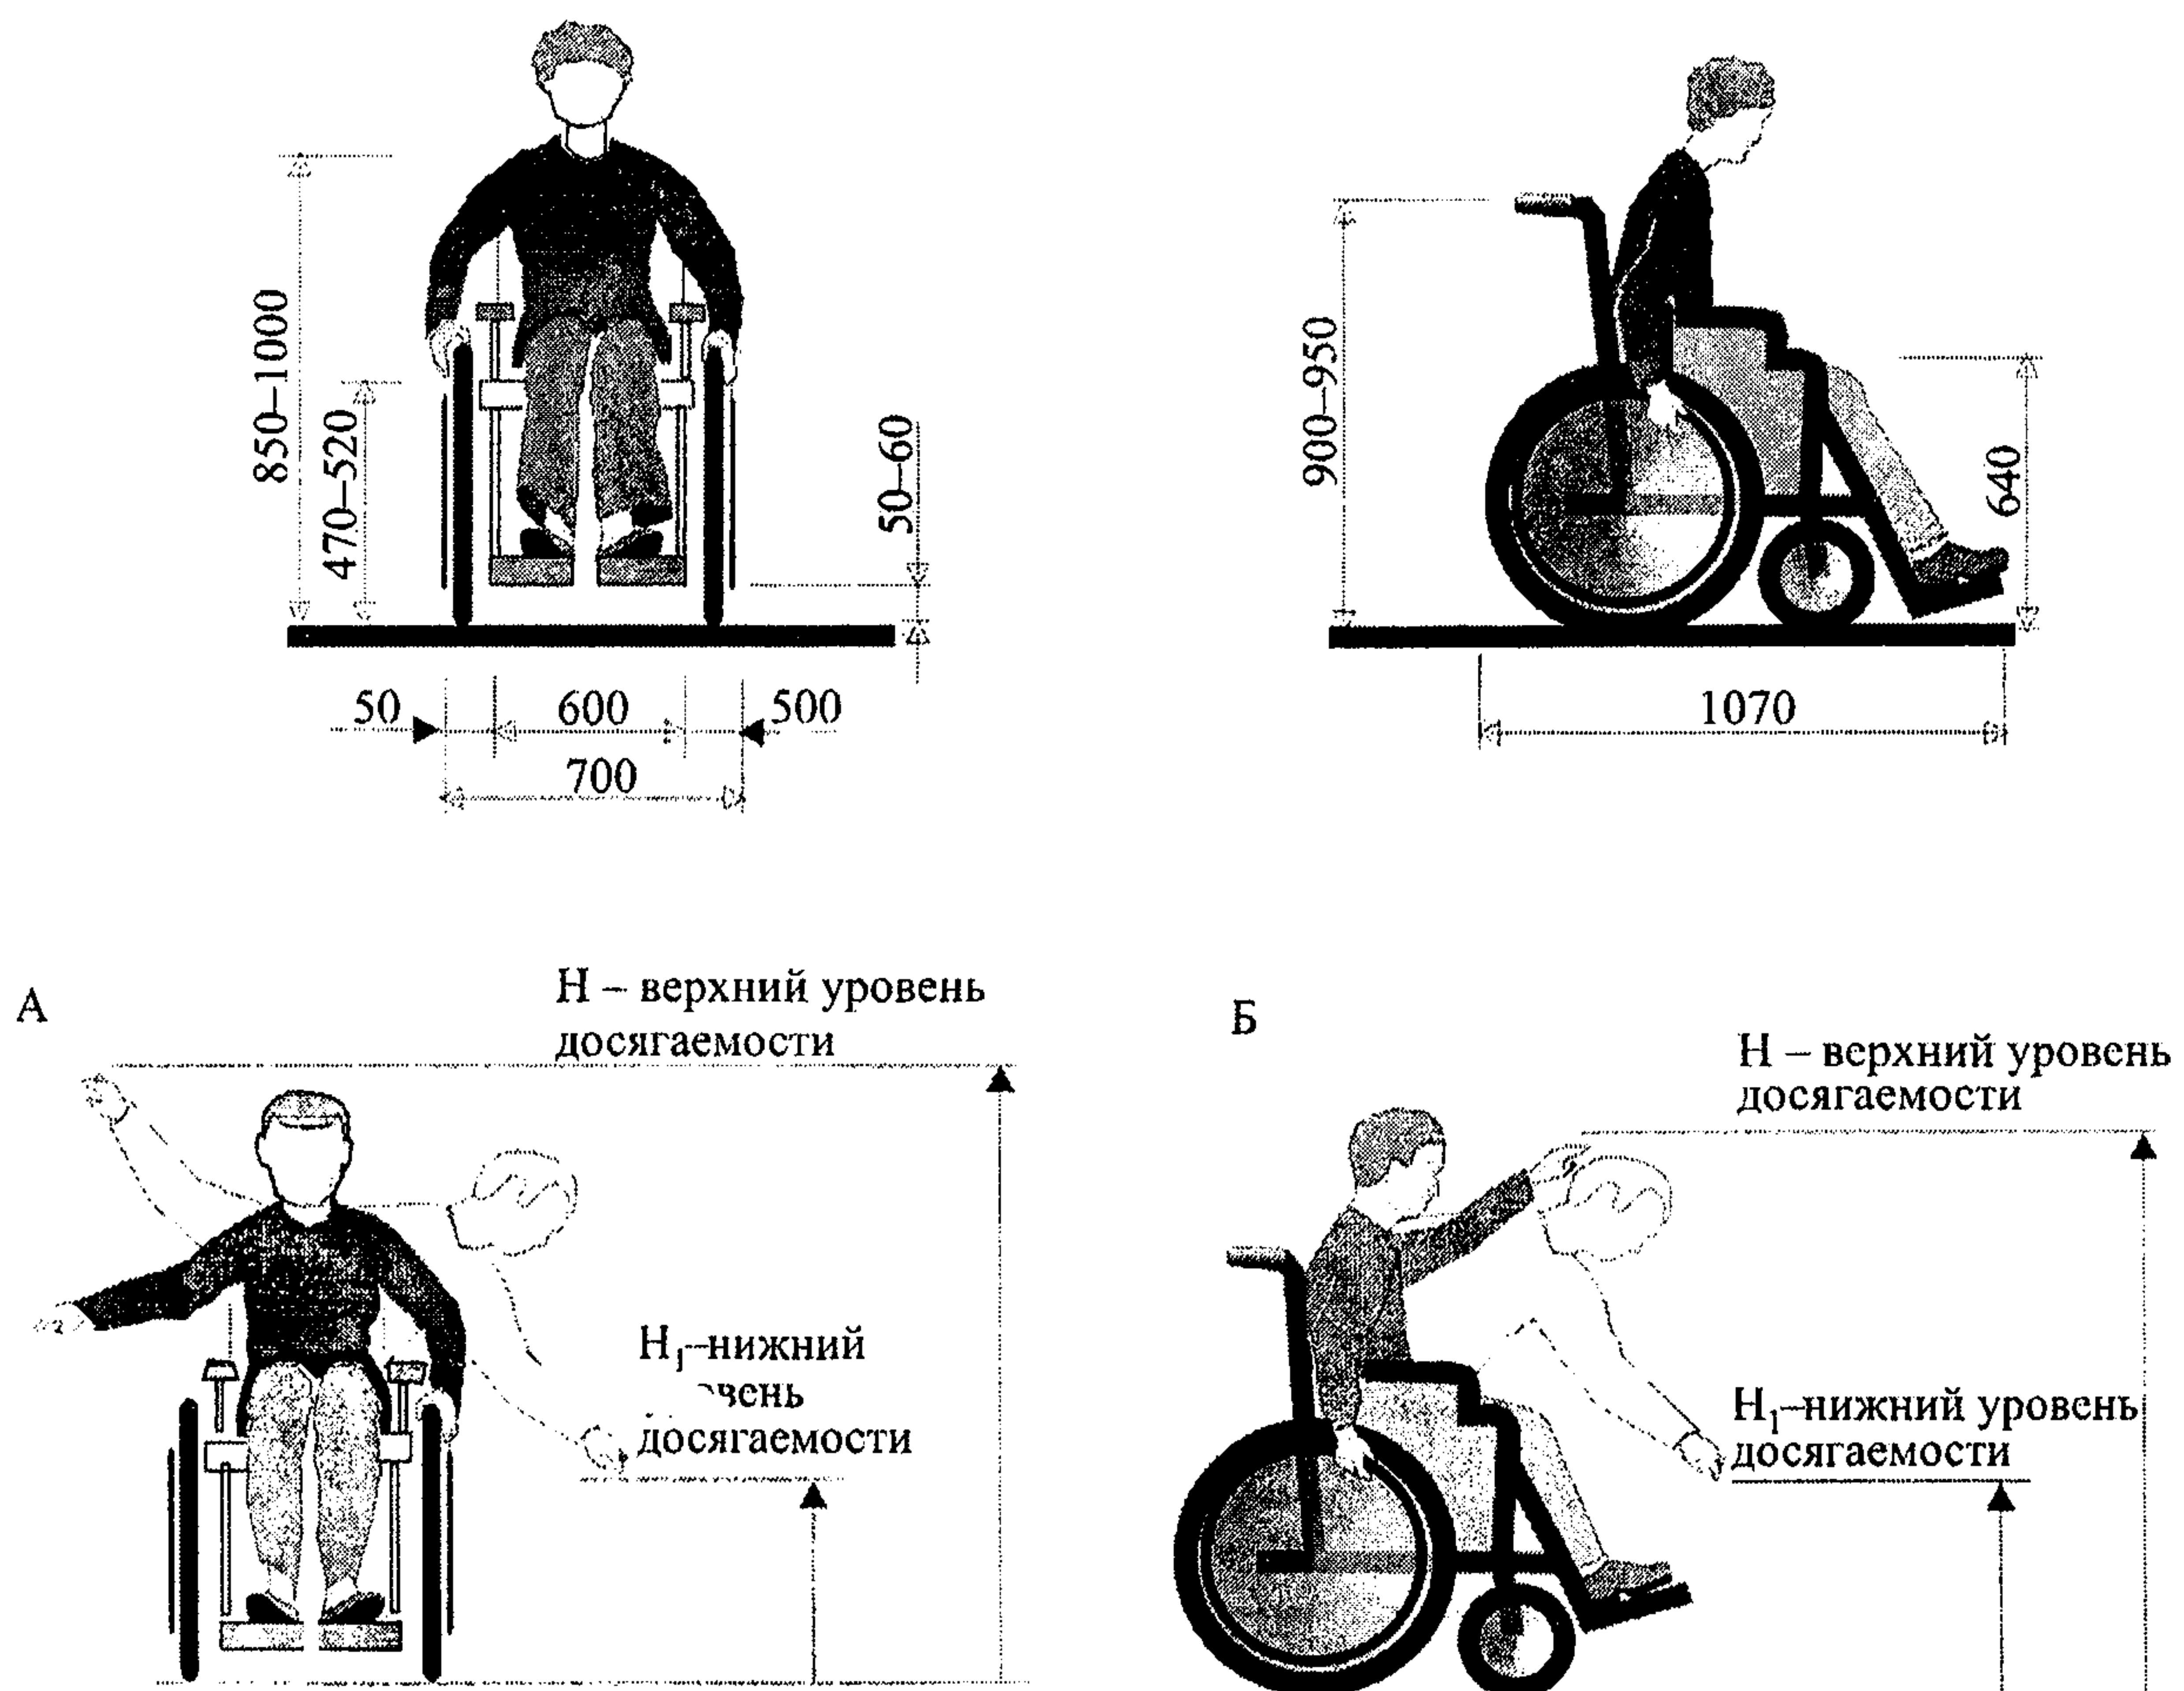 850–1000
470–520
50–60
50
600
500
700
900–950
640
1070
А
Н – верхний уровень
досягаемости
Н₁–нижний
досягаемости
Б
Н – верхний уровень
досягаемости
Н₁–нижний уровень
досягаемости